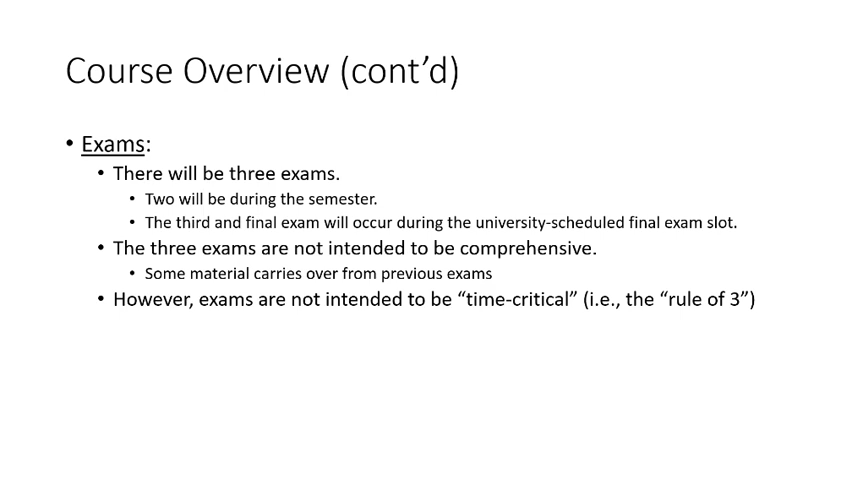 Course Overview (cont’d)
• Exams:
• There will be three exams.
• Two will be during the semester.
• The third and final exam will occur during the university-scheduled final exam slot.
• The three exams are not intended to be comprehensive.
• Some material carries over from previous exams
• However, exams are not intended to be “time-critical” (i.e., the “rule of 3”)